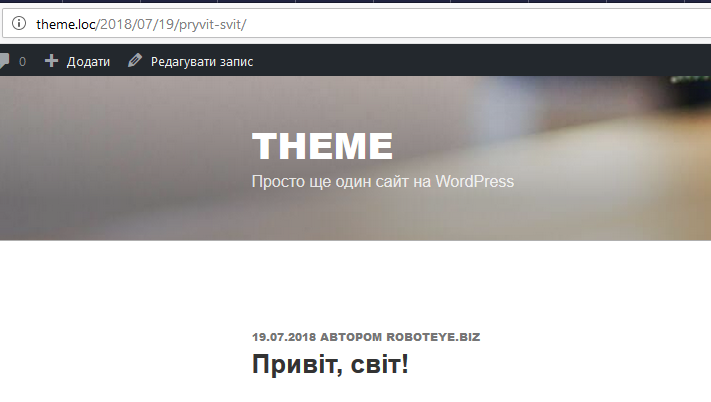 theme.loc/2018/07/19/pryvit-svit/
0 Додати Редагувати запис
THEME
Просто ще один сайт на WordPress
19.07.2018 АВТОРОМ ROBOTEYE.BIZ
Привіт, світ!